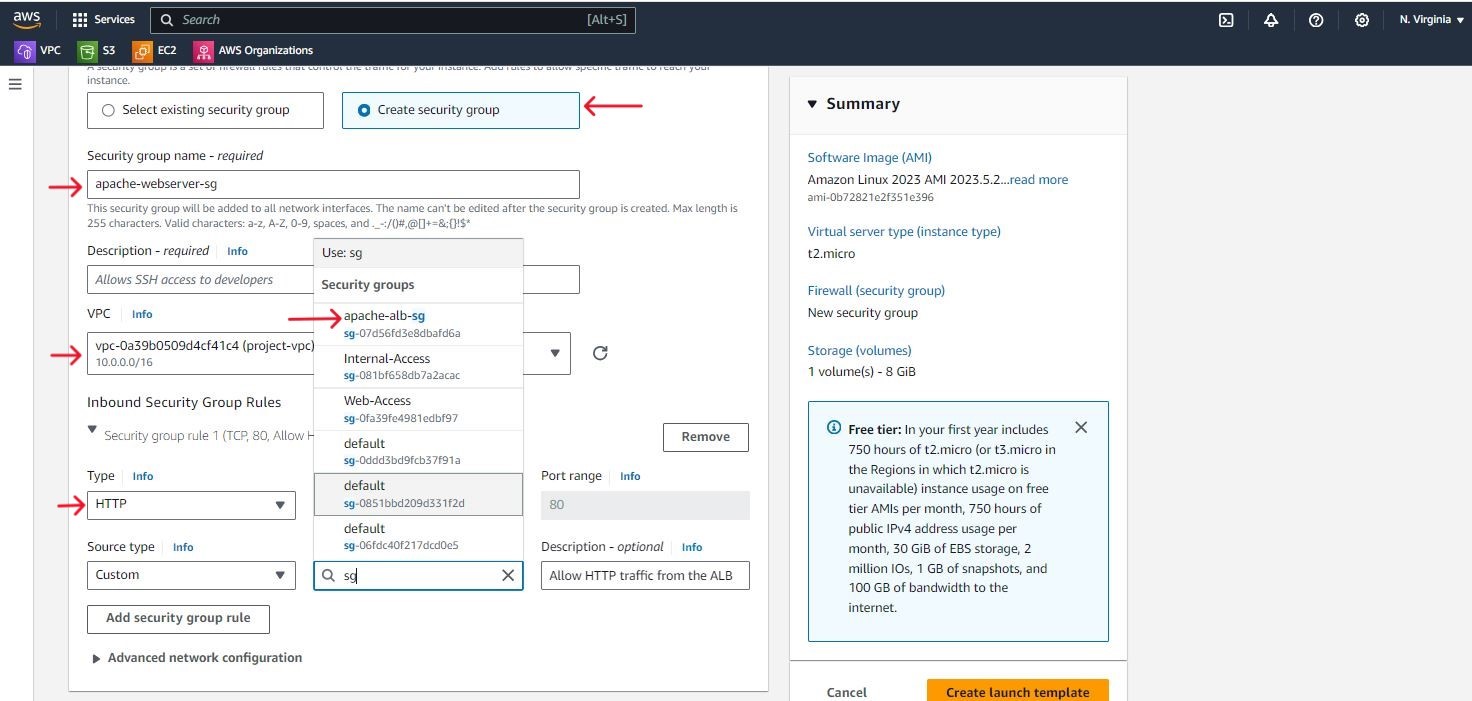 aws
Services
Search
[Alt+S]
N. Virginia
VPC
S3
EC2
AWS Organizations
A security group is a set of firewall rules that control the traffic for your instance. Add rules to allow specific traffic to reach your
instance.
Select existing security group
Create security group
Security group name - required
apache-webserver-sg
This security group will be added to all network interfaces. The name can't be edited after the security group is created. Max length is
255 characters. Valid characters: a-z, A-Z, 0-9, spaces, and ._-:/()#,@[]+=&;{}!$*
Description - required
Info
Allows SSH access to developers
VPC
Info
vpc-0a39b0509d4cf41c4 (project-vpc)
10.0.0.0/16
Use: sg
Security groups
apache-alb-sg
sg-07d56fd3e8dbafd6a
Internal-Access
sg-081bf658db7a2acac
Web-Access
sg-0fa39fe4981edbf97
default
sg-0ddd3bd9fcb37f91a
default
sg-0851bbd209d331f2d
default
sg-06fdc40f217dcd0e5
sg
Inbound Security Group Rules
Security group rule 1 (TCP, 80, Allow H
Remove
Type
Info
HTTP
Port range
Info
80
Source type
Info
Custom
Description - optional
Info
Allow HTTP traffic from the ALB
Add security group rule
Advanced network configuration
Summary
Software Image (AMI)
Amazon Linux 2023 AMI 2023.5.2...read more
ami-0b72821e2f351e396
Virtual server type (instance type)
t2.micro
Firewall (security group)
New security group
Storage (volumes)
1 volume(s) - 8 GiB
Free tier: In your first year includes
750 hours of t2.micro (or t3.micro in
the Regions in which t2.micro is
unavailable) instance usage on free
tier AMIs per month, 750 hours of
public IPv4 address usage per
month, 30 GiB of EBS storage, 2
million IOs, 1 GB of snapshots, and
100 GB of bandwidth to the
internet.
Cancel
Create launch template